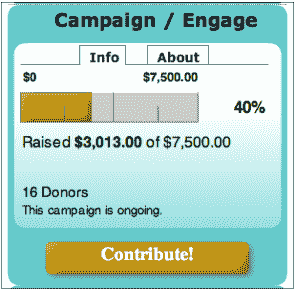 Campaign / Engage
Info About
$0 $7,500.00
40%
Raised $3,013.00 of $7,500.00
16 Donors
This campaign is ongoing.
Contribute!